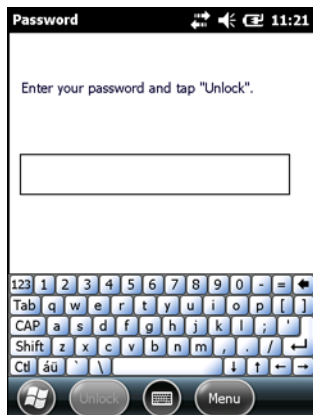 Password 11:21
Enter your password and tap "Unlock".
123 1 2 3 4 5 6 7 8 9 0 - =
Tab q w e r t y u i o p [ ]
CAP a s d f g h j k l ; '
Shift z x c v b n m , . /
Ctl áü ` \
Unlock Menu